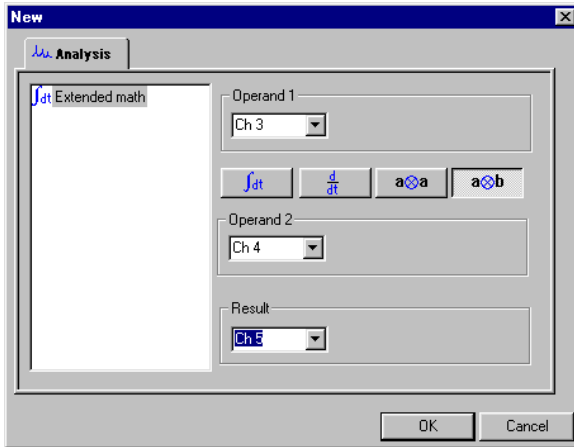 New
Analysis
∫dt Extended math
Operand 1
Ch 3
∫dt
d/dt
a⊗a
a⊗b
Operand 2
Ch 4
Result
Ch 5
OK
Cancel